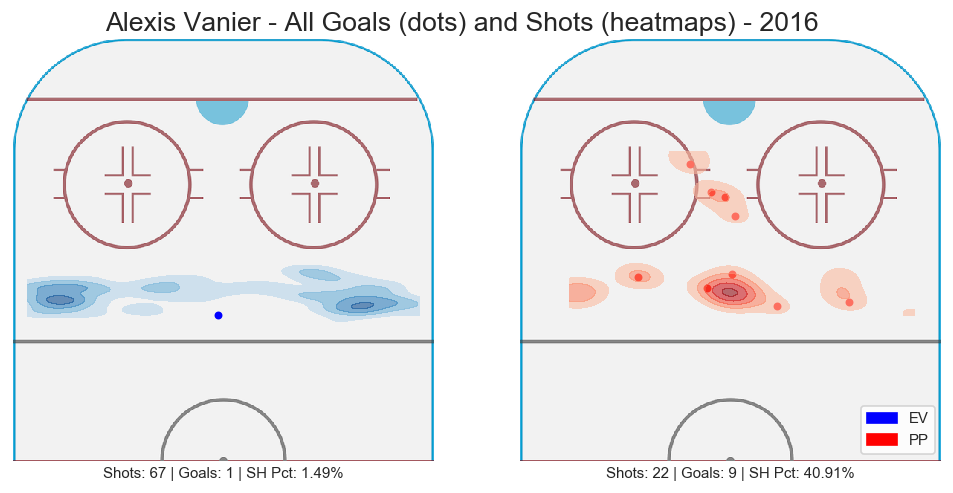 Alexis Vanier - All Goals (dots) and Shots (heatmaps) - 2016
EV
PP
Shots: 67 | Goals: 1 | SH Pct: 1.49%
Shots: 22 | Goals: 9 | SH Pct: 40.91%